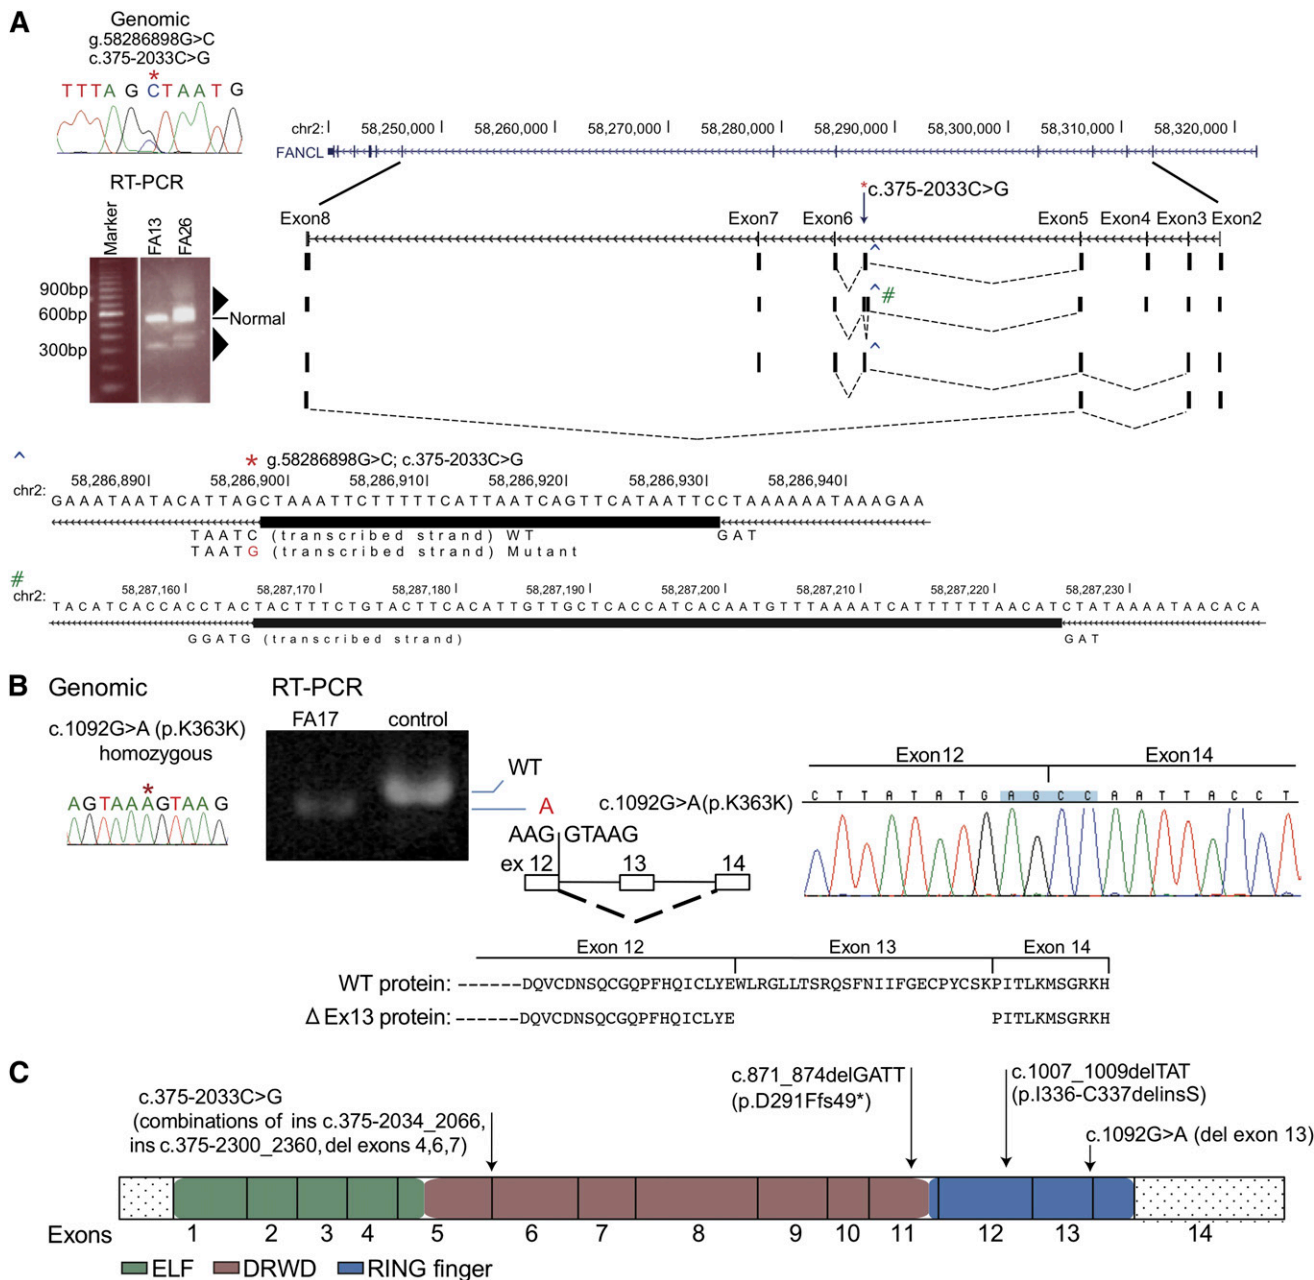 A
Genomic
g.58286898G>C
c.375-2033C>G
*
TTTAGCTAATG
RT-PCR
Marker
FA13
FA26
900bp
600bp
300bp
Normal
chr2: 58,250,000 58,260,000 58,270,000 58,280,000 58,290,000 58,300,000 58,310,000 58,320,000
FANCL
*c.375-2033C>G
Exon8 Exon7 Exon6 Exon5 Exon4 Exon3 Exon2
^
^ #
^
^
* g.58286898G>C; c.375-2033C>G
58,286,890 58,286,900 58,286,910 58,286,920 58,286,930 58,286,940
chr2:
GAAATAATACATTAGCTAAATTCTTTTTCATTAATCAGTTCATAATTCCTAAAAAATAAAGAA
TAATC (transcribed strand) WT GAT
TAATG (transcribed strand) Mutant
#
58,287,160 58,287,170 58,287,180 58,287,190 58,287,200 58,287,210 58,287,220 58,287,230
chr2:
TACATCACCACCTACTACTTTCTGTACTTCACATTGTTGCTCACCATCACAATGTTTAAAATCATTTTTTAACATCTATAAAATAACACA
GGATG (transcribed strand) GAT
B
Genomic
RT-PCR
c.1092G>A (p.K363K)
homozygous
*
AGTAAAGTAAG
FA17 control
WT
A c.1092G>A(p.K363K)
AAG GTAAG
ex 12 13 14
Exon12 Exon14
CTTATATGAGCCAATTACCT
Exon 12 Exon 13 Exon 14
WT protein: ------DQVCDNSQCGQPFHQICLYEWLRGLLTSRQSFNIIFGECPYCSKPITLKMSGRKH
Δ Ex13 protein: ------DQVCDNSQCGQPFHQICLYE PITLKMSGRKH
C
c.375-2033C>G
(combinations of ins c.375-2034_2066,
ins c.375-2300_2360, del exons 4,6,7)
c.871_874delGATT
(p.D291Ffs49*)
c.1007_1009delTAT
(p.I336-C337delinsS)
c.1092G>A (del exon 13)
Exons 1 2 3 4 5 6 7 8 9 10 11 12 13 14
ELF DRWD RING finger